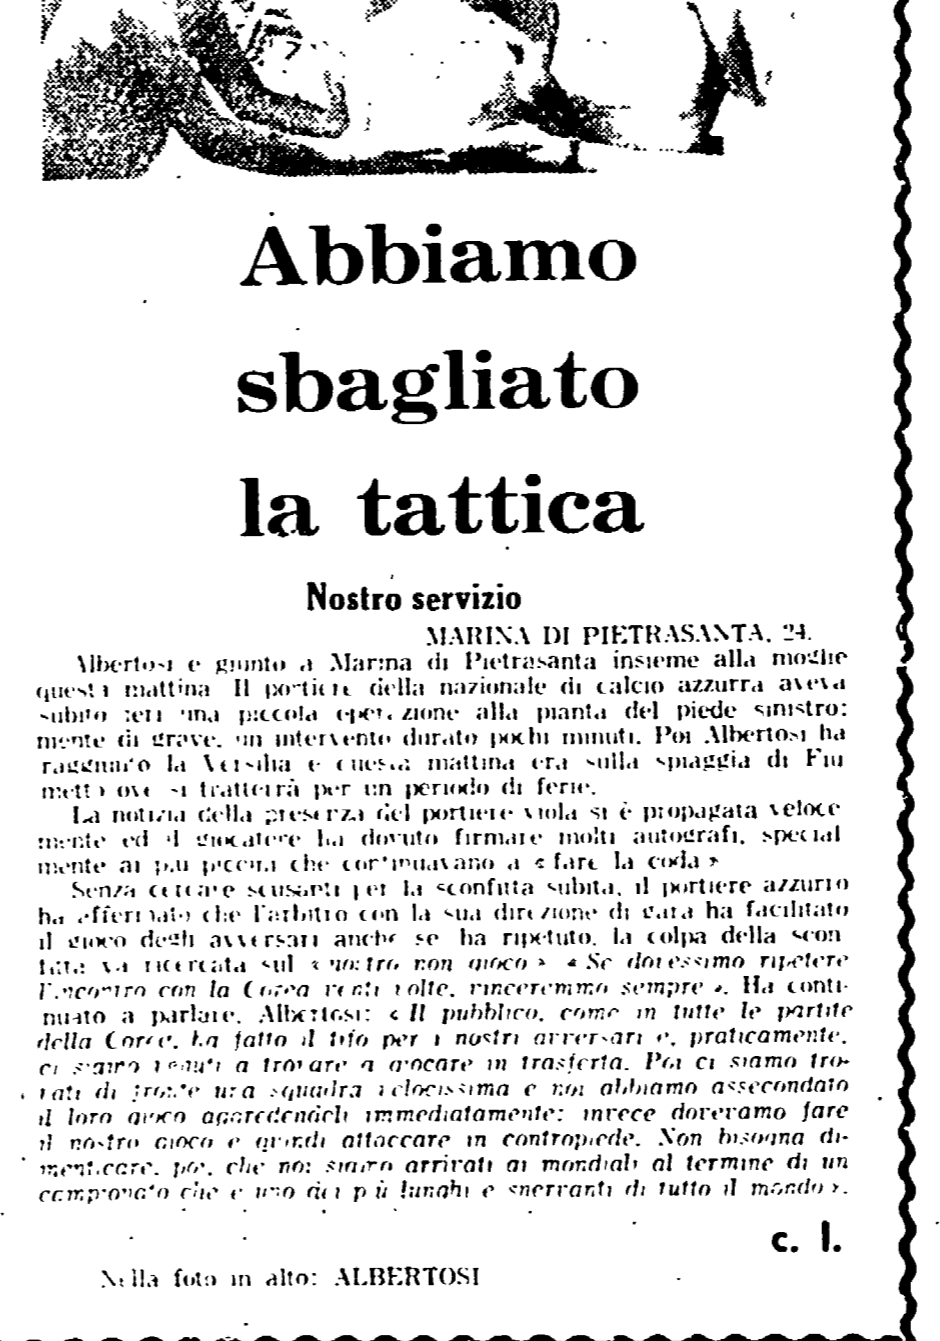 Abbiamo
sbagliato
la tattica
Nostro servizio
MARINA DI PIETRASANTA, 24.
Albertosi e giunto a Marina di Pietrasanta insieme alla moglie
questa mattina Il portiere della nazionale di calcio azzurra aveva
subito ieri una piccola operazione alla pianta del piede sinistro:
mente di grave, un intervento durato pochi minuti. Poi Albertosi ha
raggiunto la Versilia e questa mattina era sulla spiaggia di Fiu
metto ove si tratterrà per un periodo di ferie.
La notizia della presenza del portiere viola si è propagata veloce
mente ed il giocatore ha dovuto firmare molti autografi, special
mente ai più piccini che continuavano a « fare la coda »
Senza cercare scusanti per la sconfitta subita, il portiere azzurro
ha affermato che l'arbitro con la sua direzione di gara ha facilitato
il gioco degli avversari anche se ha ripetuto, la colpa della scon
fitta va ricercata sul « nostro non gioco » « Se dovessimo ripetere
l'incontro con la Corea venti volte, vinceremmo sempre ». Ha conti-
nuato a parlare, Albertosi: « Il pubblico, come in tutte le partite
della Corea, ha fatto il tifo per i nostri avversari e, praticamente,
ci siamo venuti a trovare a giocare in trasferta. Poi ci siamo tro-
vati di fronte una squadra velocissima e noi abbiamo assecondato
il loro gioco aggredendoli immediatamente; invece dovevamo fare
il nostro gioco e quindi attaccare in contropiede. Non bisogna di-
menticare, poi, che noi siamo arrivati ai mondiali al termine di un
campionato che e uno dei più lunghi e snervanti di tutto il mondo ».
c. l.
Nella foto in alto: ALBERTOSI